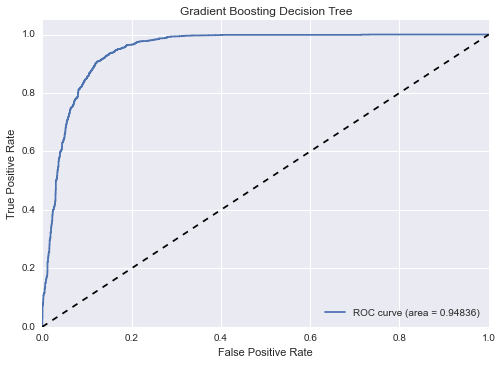 Gradient Boosting Decision Tree
1.0
0.8
0.6
0.4
0.2
0.0
True Positive Rate
ROC curve (area = 0.94836)
0.0 0.2 0.4 0.6 0.8 1.0
False Positive Rate